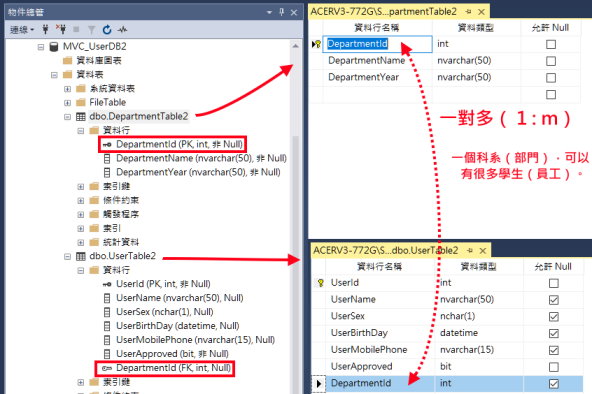 物件總管
連線
MVC_UserDB2
資料庫圖表
資料表
系統資料表
FileTable
dbo.DepartmentTable2
資料行
DepartmentId (PK, int, 非 Null)
DepartmentName (nvarchar(50), 非 Null)
DepartmentYear (nvarchar(50), 非 Null)
索引鍵
條件約束
觸發程序
索引
統計資料
dbo.UserTable2
資料行
UserId (PK, int, 非 Null)
UserName (nvarchar(50), Null)
UserSex (nchar(1), Null)
UserBirthDay (datetime, Null)
UserMobilePhone (nvarchar(15), Null)
UserApproved (bit, 非 Null)
DepartmentId (FK, int, Null)
索引鍵
ACERV3-772G\S...partmentTable2
資料行名稱 資料類型 允許 Null
DepartmentId int
DepartmentName nvarchar(50)
DepartmentYear nvarchar(50)
一對多（1:m）
一個科系（部門），可以
有很多學生（員工）。
ACERV3-772G\S...dbo.UserTable2
資料行名稱 資料類型 允許 Null
UserId int
UserName nvarchar(50)
UserSex nchar(1)
UserBirthDay datetime
UserMobilePhone nvarchar(15)
UserApproved bit
DepartmentId int